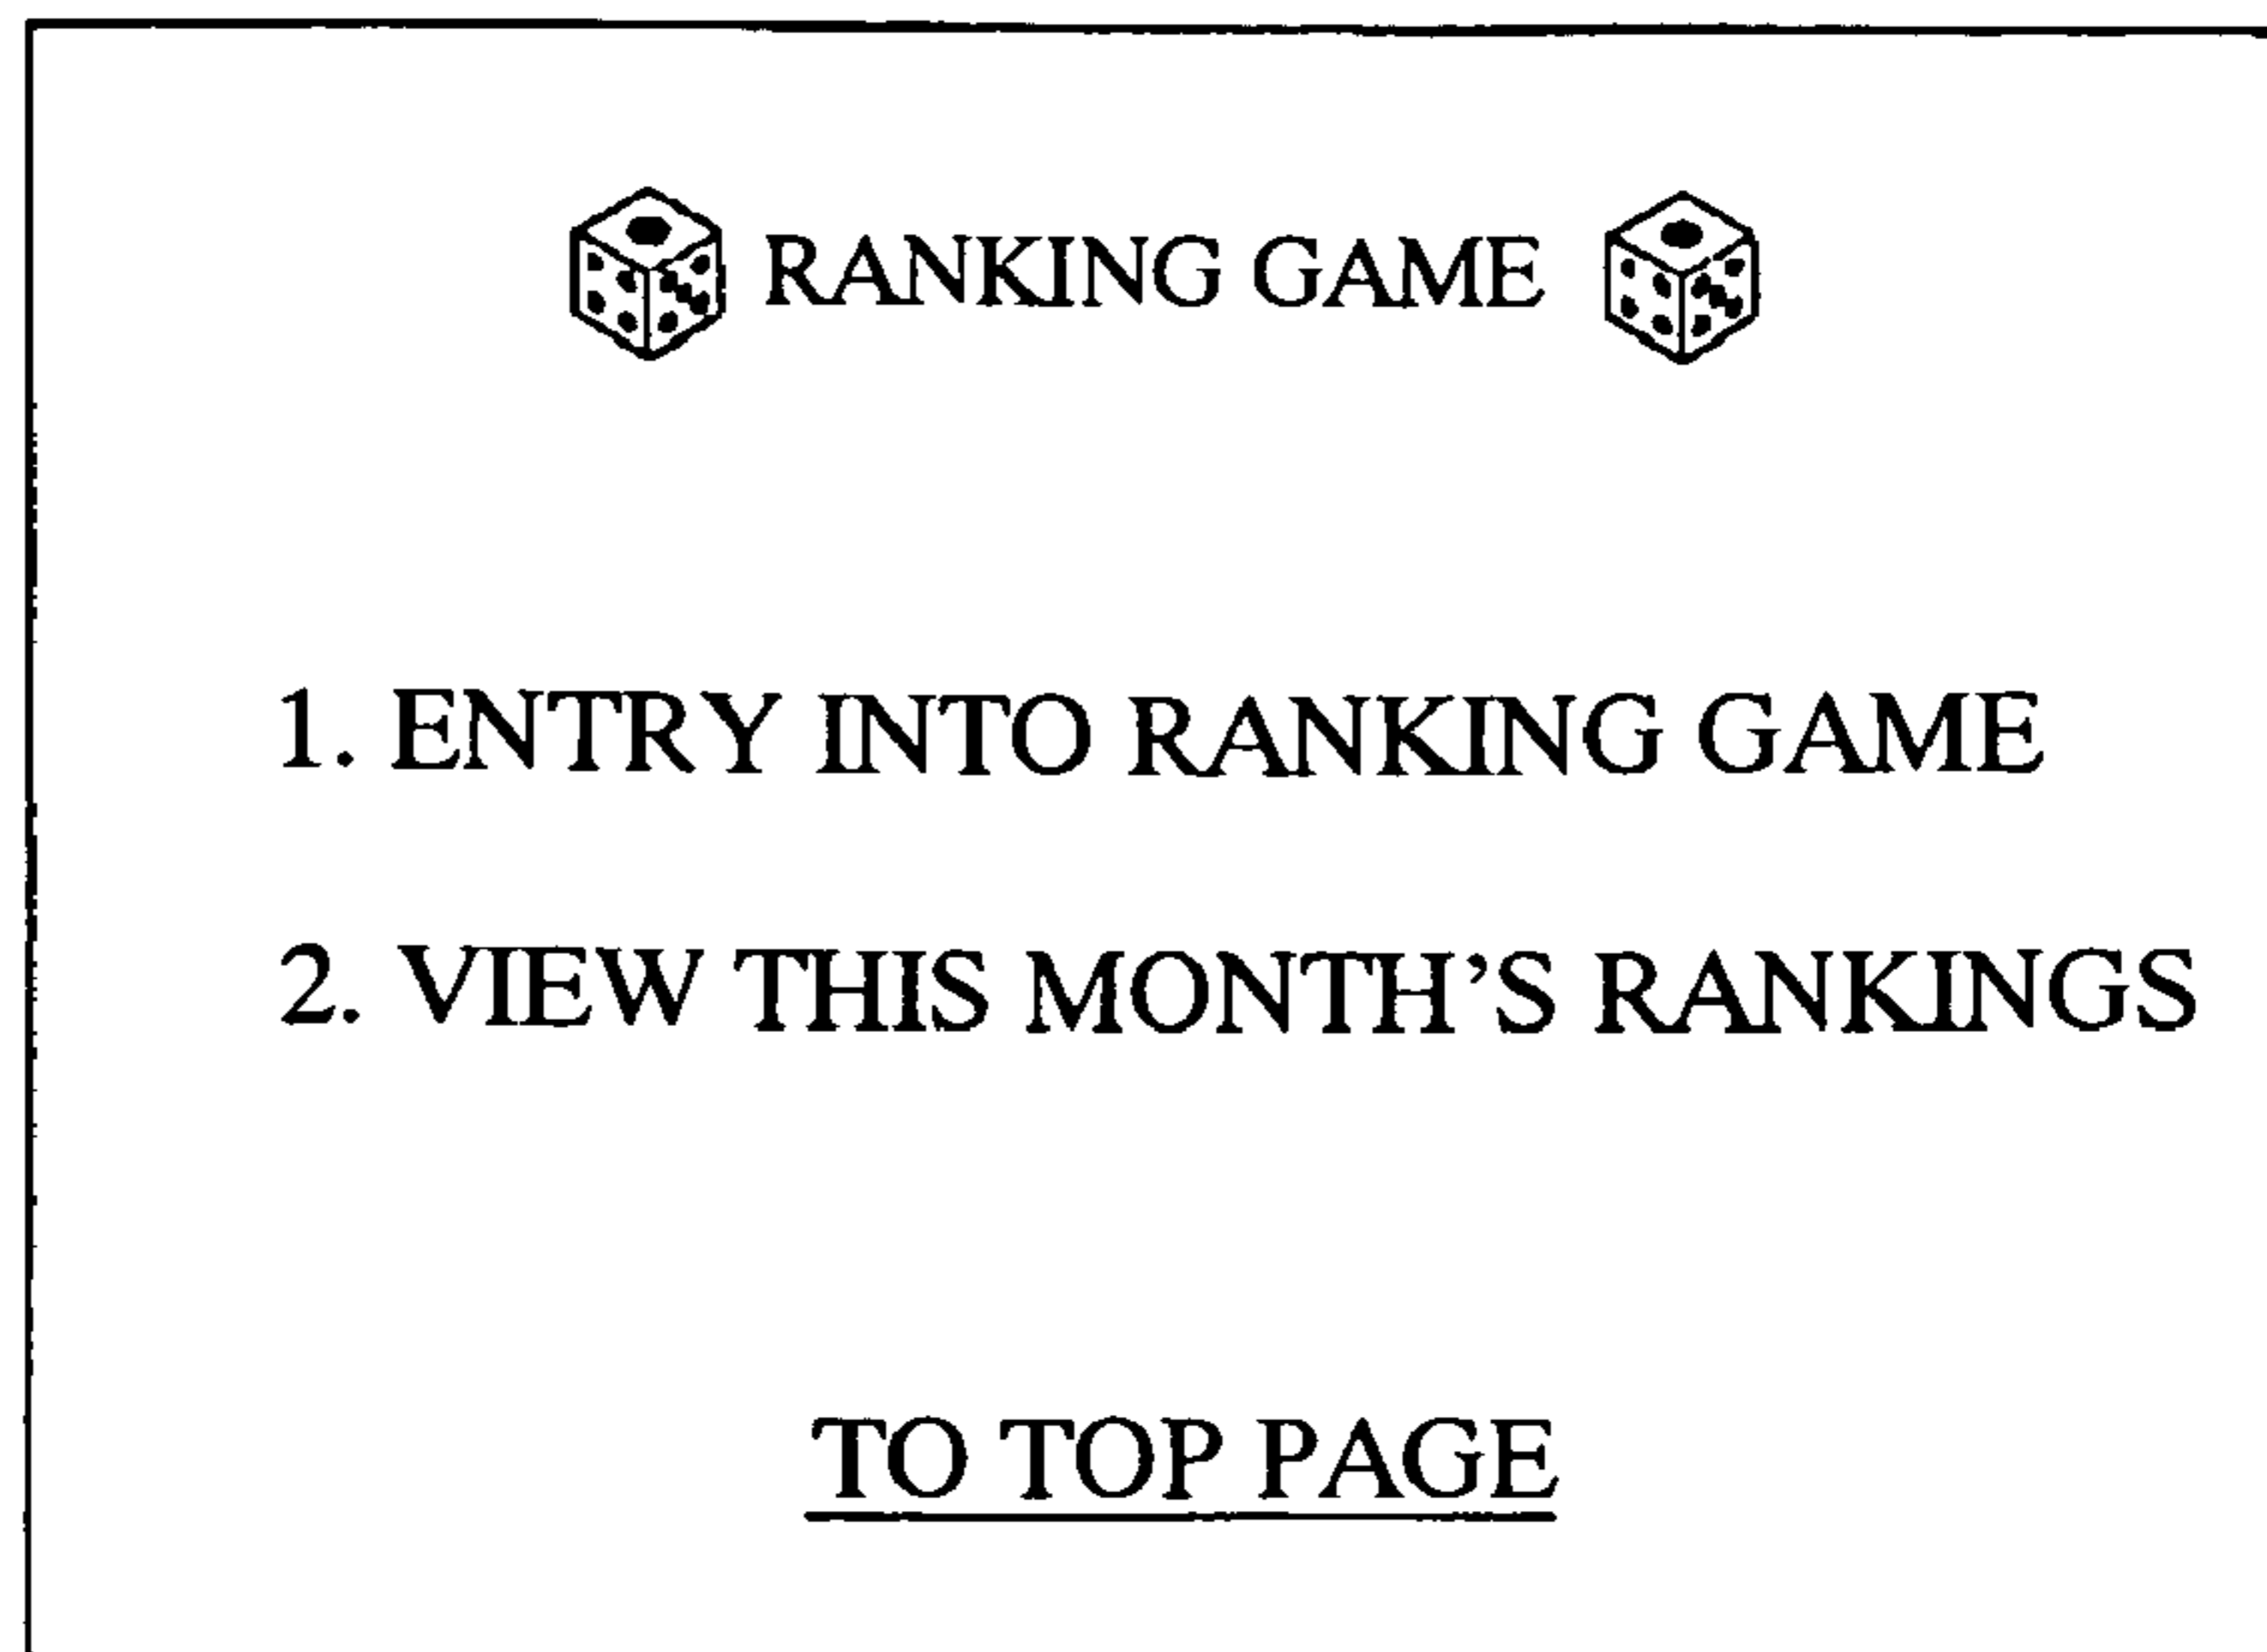 RANKING GAME
1. ENTRY INTO RANKING GAME
2. VIEW THIS MONTH'S RANKINGS
TO TOP PAGE